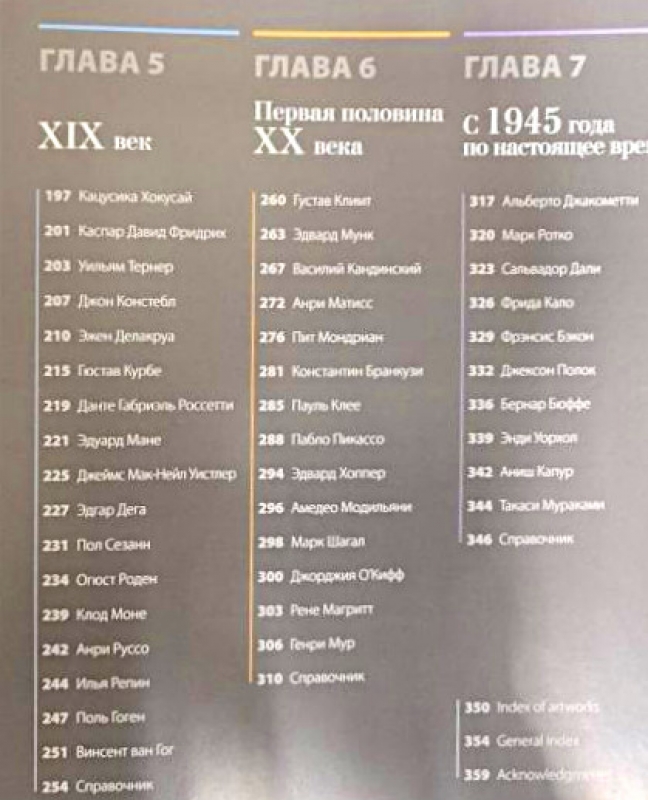 ГЛАВА 5
XIX век
197 Кацусика Хокусай
201 Каспар Давид Фридрих
203 Уильям Тернер
207 Джон Констебл
210 Эжен Делакруа
215 Гюстав Курбе
219 Данте Габриэль Россетти
221 Эдуард Мане
225 Джеймс Мак-Нейл Уистлер
227 Эдгар Дега
231 Пол Сезанн
234 Огюст Роден
239 Клод Моне
242 Анри Руссо
244 Илья Репин
247 Поль Гоген
251 Винсент ван Гог
254 Справочник
ГЛАВА 6
Первая половина
XX века
260 Густав Климт
263 Эдвард Мунк
267 Василий Кандинский
272 Анри Матисс
276 Пит Мондриан
281 Константин Бранкузи
285 Пауль Клее
288 Пабло Пикассо
294 Эдвард Хоппер
296 Амедео Модильяни
298 Марк Шагал
300 Джорджия О'Кифф
303 Рене Магритт
306 Генри Мур
310 Справочник
ГЛАВА 7
С 1945 года
по настоящее вре
317 Альберто Джакометти
320 Марк Ротко
323 Сальвадор Дали
326 Фрида Кало
329 Фрэнсис Бэкон
332 Джексон Полок
336 Бернар Бюффе
339 Энди Уорхол
342 Аниш Капур
344 Такаси Мураками
346 Справочник
350 Index of artworks
354 General Index
359 Acknowledgments